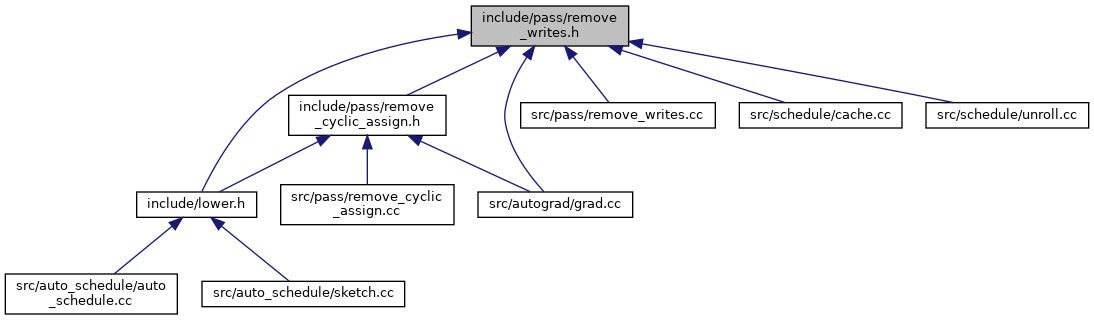 include/pass/remove
_writes.h
include/pass/remove
_cyclic_assign.h
src/pass/remove_writes.cc
src/schedule/cache.cc
src/schedule/unroll.cc
include/lower.h
src/pass/remove_cyclic
_assign.cc
src/autograd/grad.cc
src/auto_schedule/auto
_schedule.cc
src/auto_schedule/sketch.cc